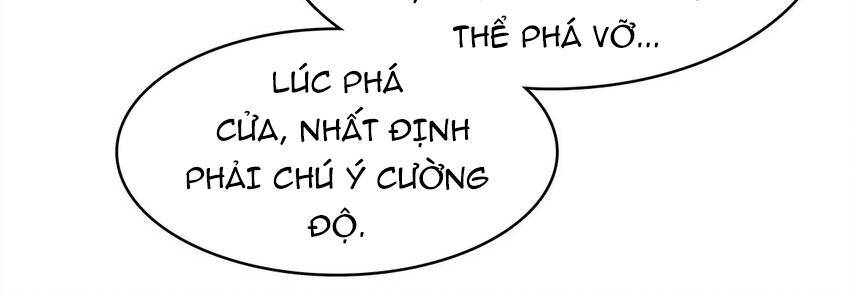 THỂ PHÁ VỠ...
LÚC PHÁ
CỬA, NHẤT ĐỊNH
PHẢI CHÚ Ý CƯỜNG
ĐỘ.